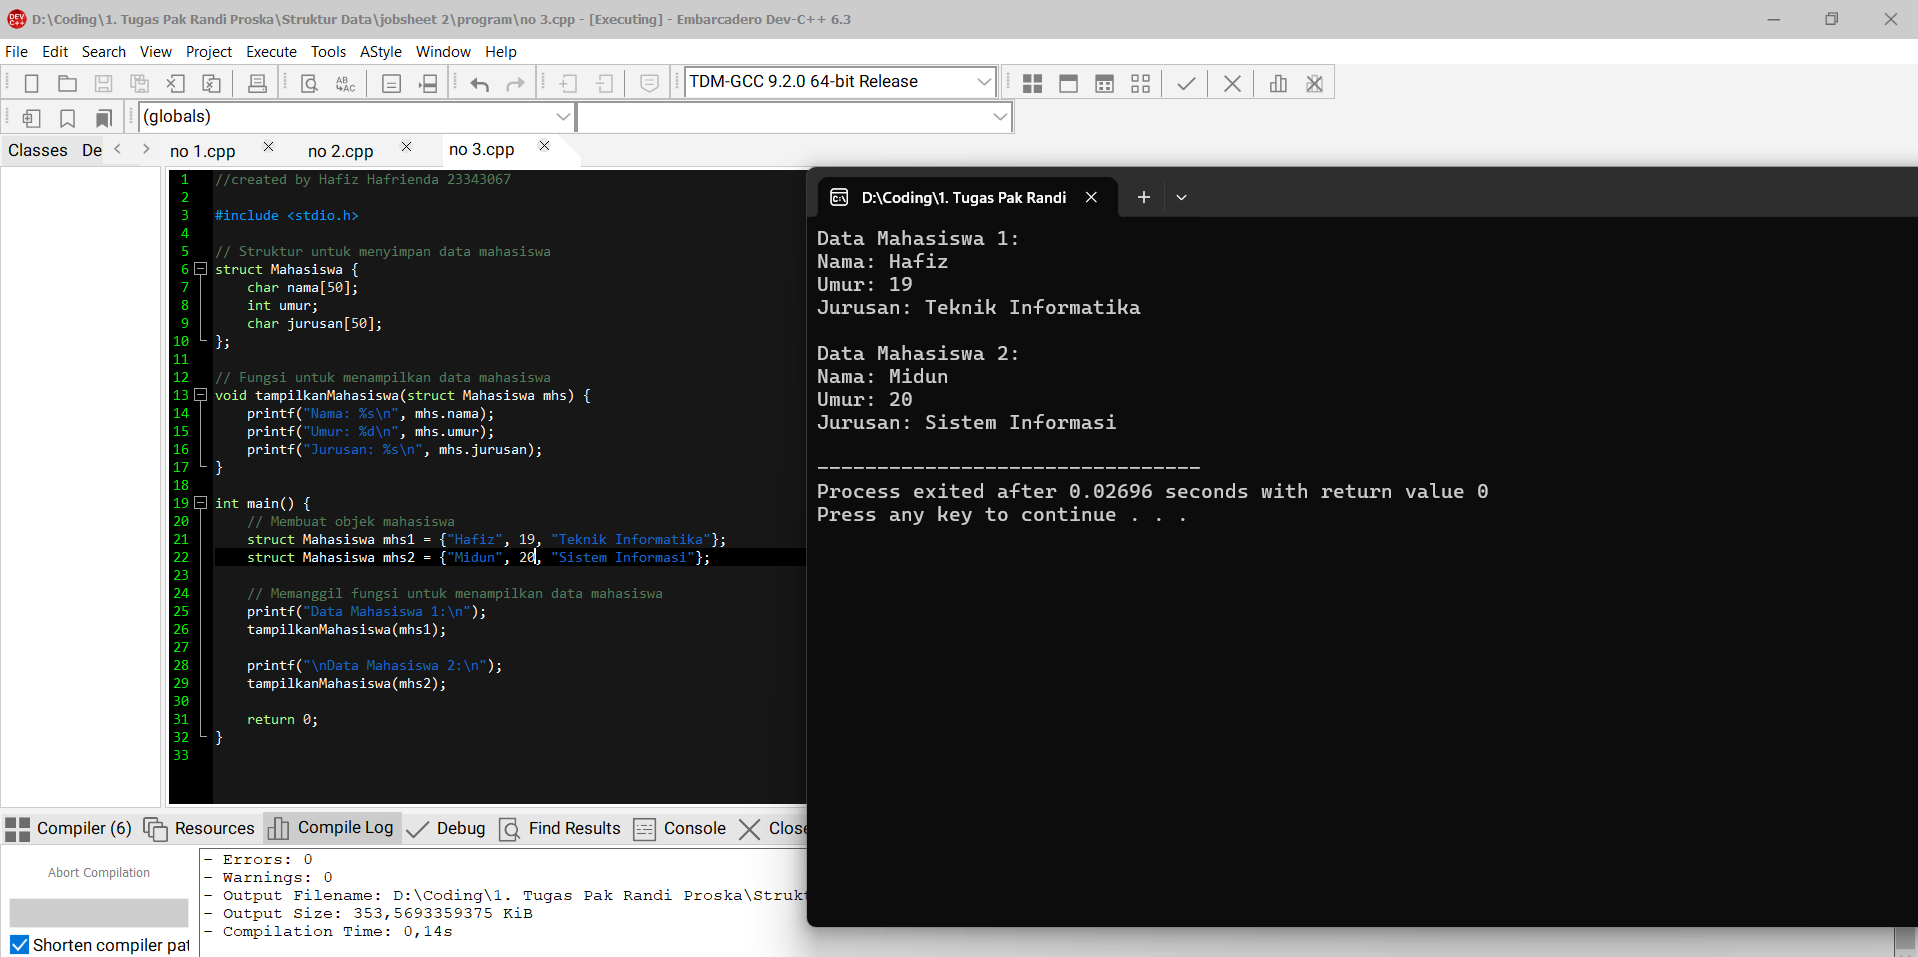 D:\Coding\1. Tugas Pak Randi Proska\Struktur Data\jobsheet 2\program\no 3.cpp - [Executing] - Embarcadero Dev-C++ 6.3
File Edit Search View Project Execute Tools AStyle Window Help
TDM-GCC 9.2.0 64-bit Release
(globals)
Classes De
no 1.cpp no 2.cpp no 3.cpp
1 //created by Hafiz Hafrienda 23343067
2
3 #include <stdio.h>
4
5 // Struktur untuk menyimpan data mahasiswa
6 struct Mahasiswa {
7 char nama[50];
8 int umur;
9 char jurusan[50];
10 };
11
12 // Fungsi untuk menampilkan data mahasiswa
13 void tampilkanMahasiswa(struct Mahasiswa mhs) {
14 printf("Nama: %s\n", mhs.nama);
15 printf("Umur: %d\n", mhs.umur);
16 printf("Jurusan: %s\n", mhs.jurusan);
17 }
18
19 int main() {
20 // Membuat objek mahasiswa
21 struct Mahasiswa mhs1 = {"Hafiz", 19, "Teknik Informatika"};
22 struct Mahasiswa mhs2 = {"Midun", 20, "Sistem Informasi"};
23
24 // Memanggil fungsi untuk menampilkan data mahasiswa
25 printf("Data Mahasiswa 1:\n");
26 tampilkanMahasiswa(mhs1);
27
28 printf("\nData Mahasiswa 2:\n");
29 tampilkanMahasiswa(mhs2);
30
31 return 0;
32 }
33
D:\Coding\1. Tugas Pak Randi
Data Mahasiswa 1:
Nama: Hafiz
Umur: 19
Jurusan: Teknik Informatika
Data Mahasiswa 2:
Nama: Midun
Umur: 20
Jurusan: Sistem Informasi
--------------------------------
Process exited after 0.02696 seconds with return value 0
Press any key to continue . . .
Compiler (6) Resources Compile Log Debug Find Results Console Close
Abort Compilation
Shorten compiler pat
- Errors: 0
- Warnings: 0
- Output Filename: D:\Coding\1. Tugas Pak Randi Proska\Strukt
- Output Size: 353,5693359375 KiB
- Compilation Time: 0,14s